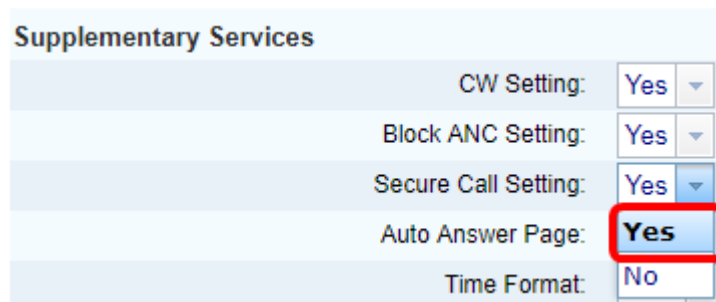 Supplementary Services
CW Setting: Yes
Block ANC Setting: Yes
Secure Call Setting: Yes
Auto Answer Page: Yes
Time Format: No